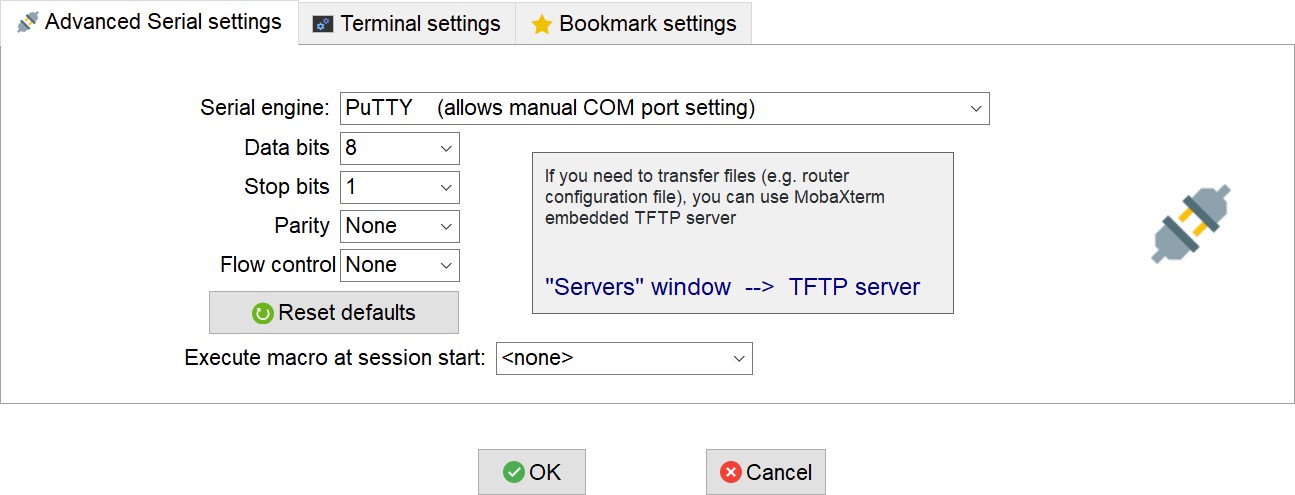 Advanced Serial settings
Terminal settings
Bookmark settings
Serial engine: PuTTY (allows manual COM port setting)
Data bits 8
Stop bits 1
Parity None
Flow control None
Reset defaults
If you need to transfer files (e.g. router
configuration file), you can use MobaXterm
embedded TFTP server
"Servers" window --> TFTP server
Execute macro at session start: <none>
OK
Cancel